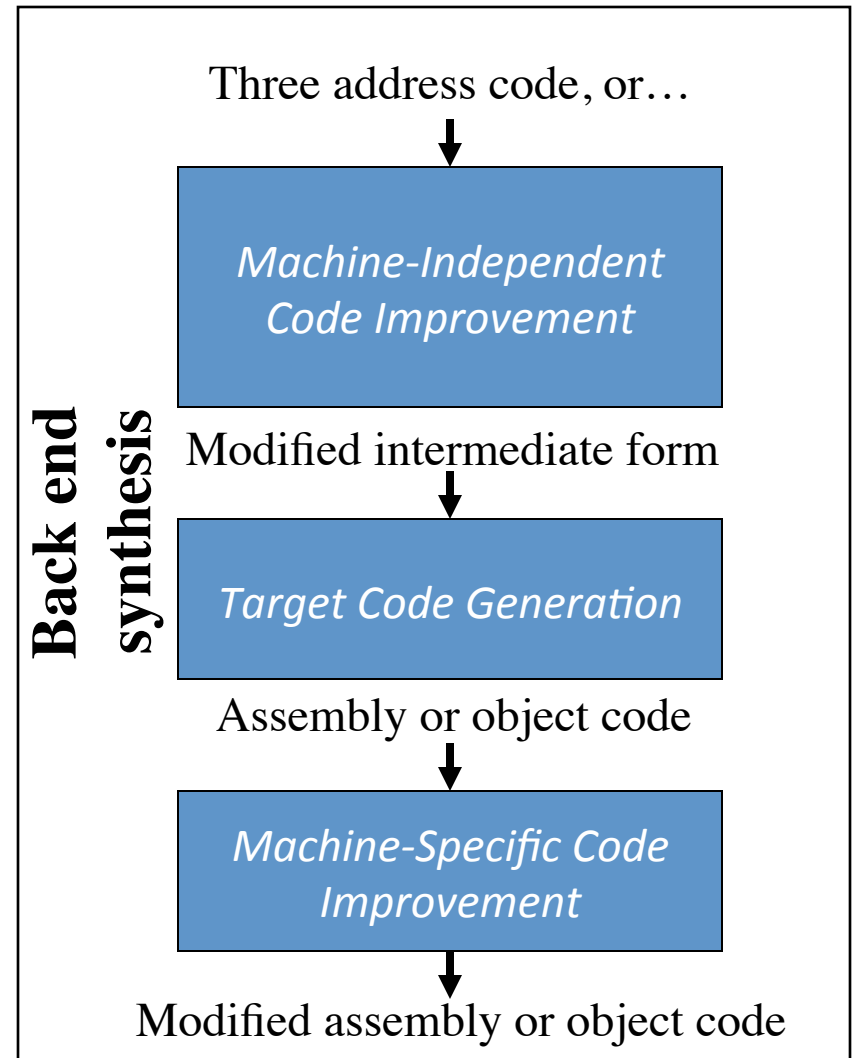 Three address code, or…
Machine-Independent
Code Improvement
Back end
synthesis
Modified intermediate form
Target Code Generation
Assembly or object code
Machine-Specific Code
Improvement
Modified assembly or object code